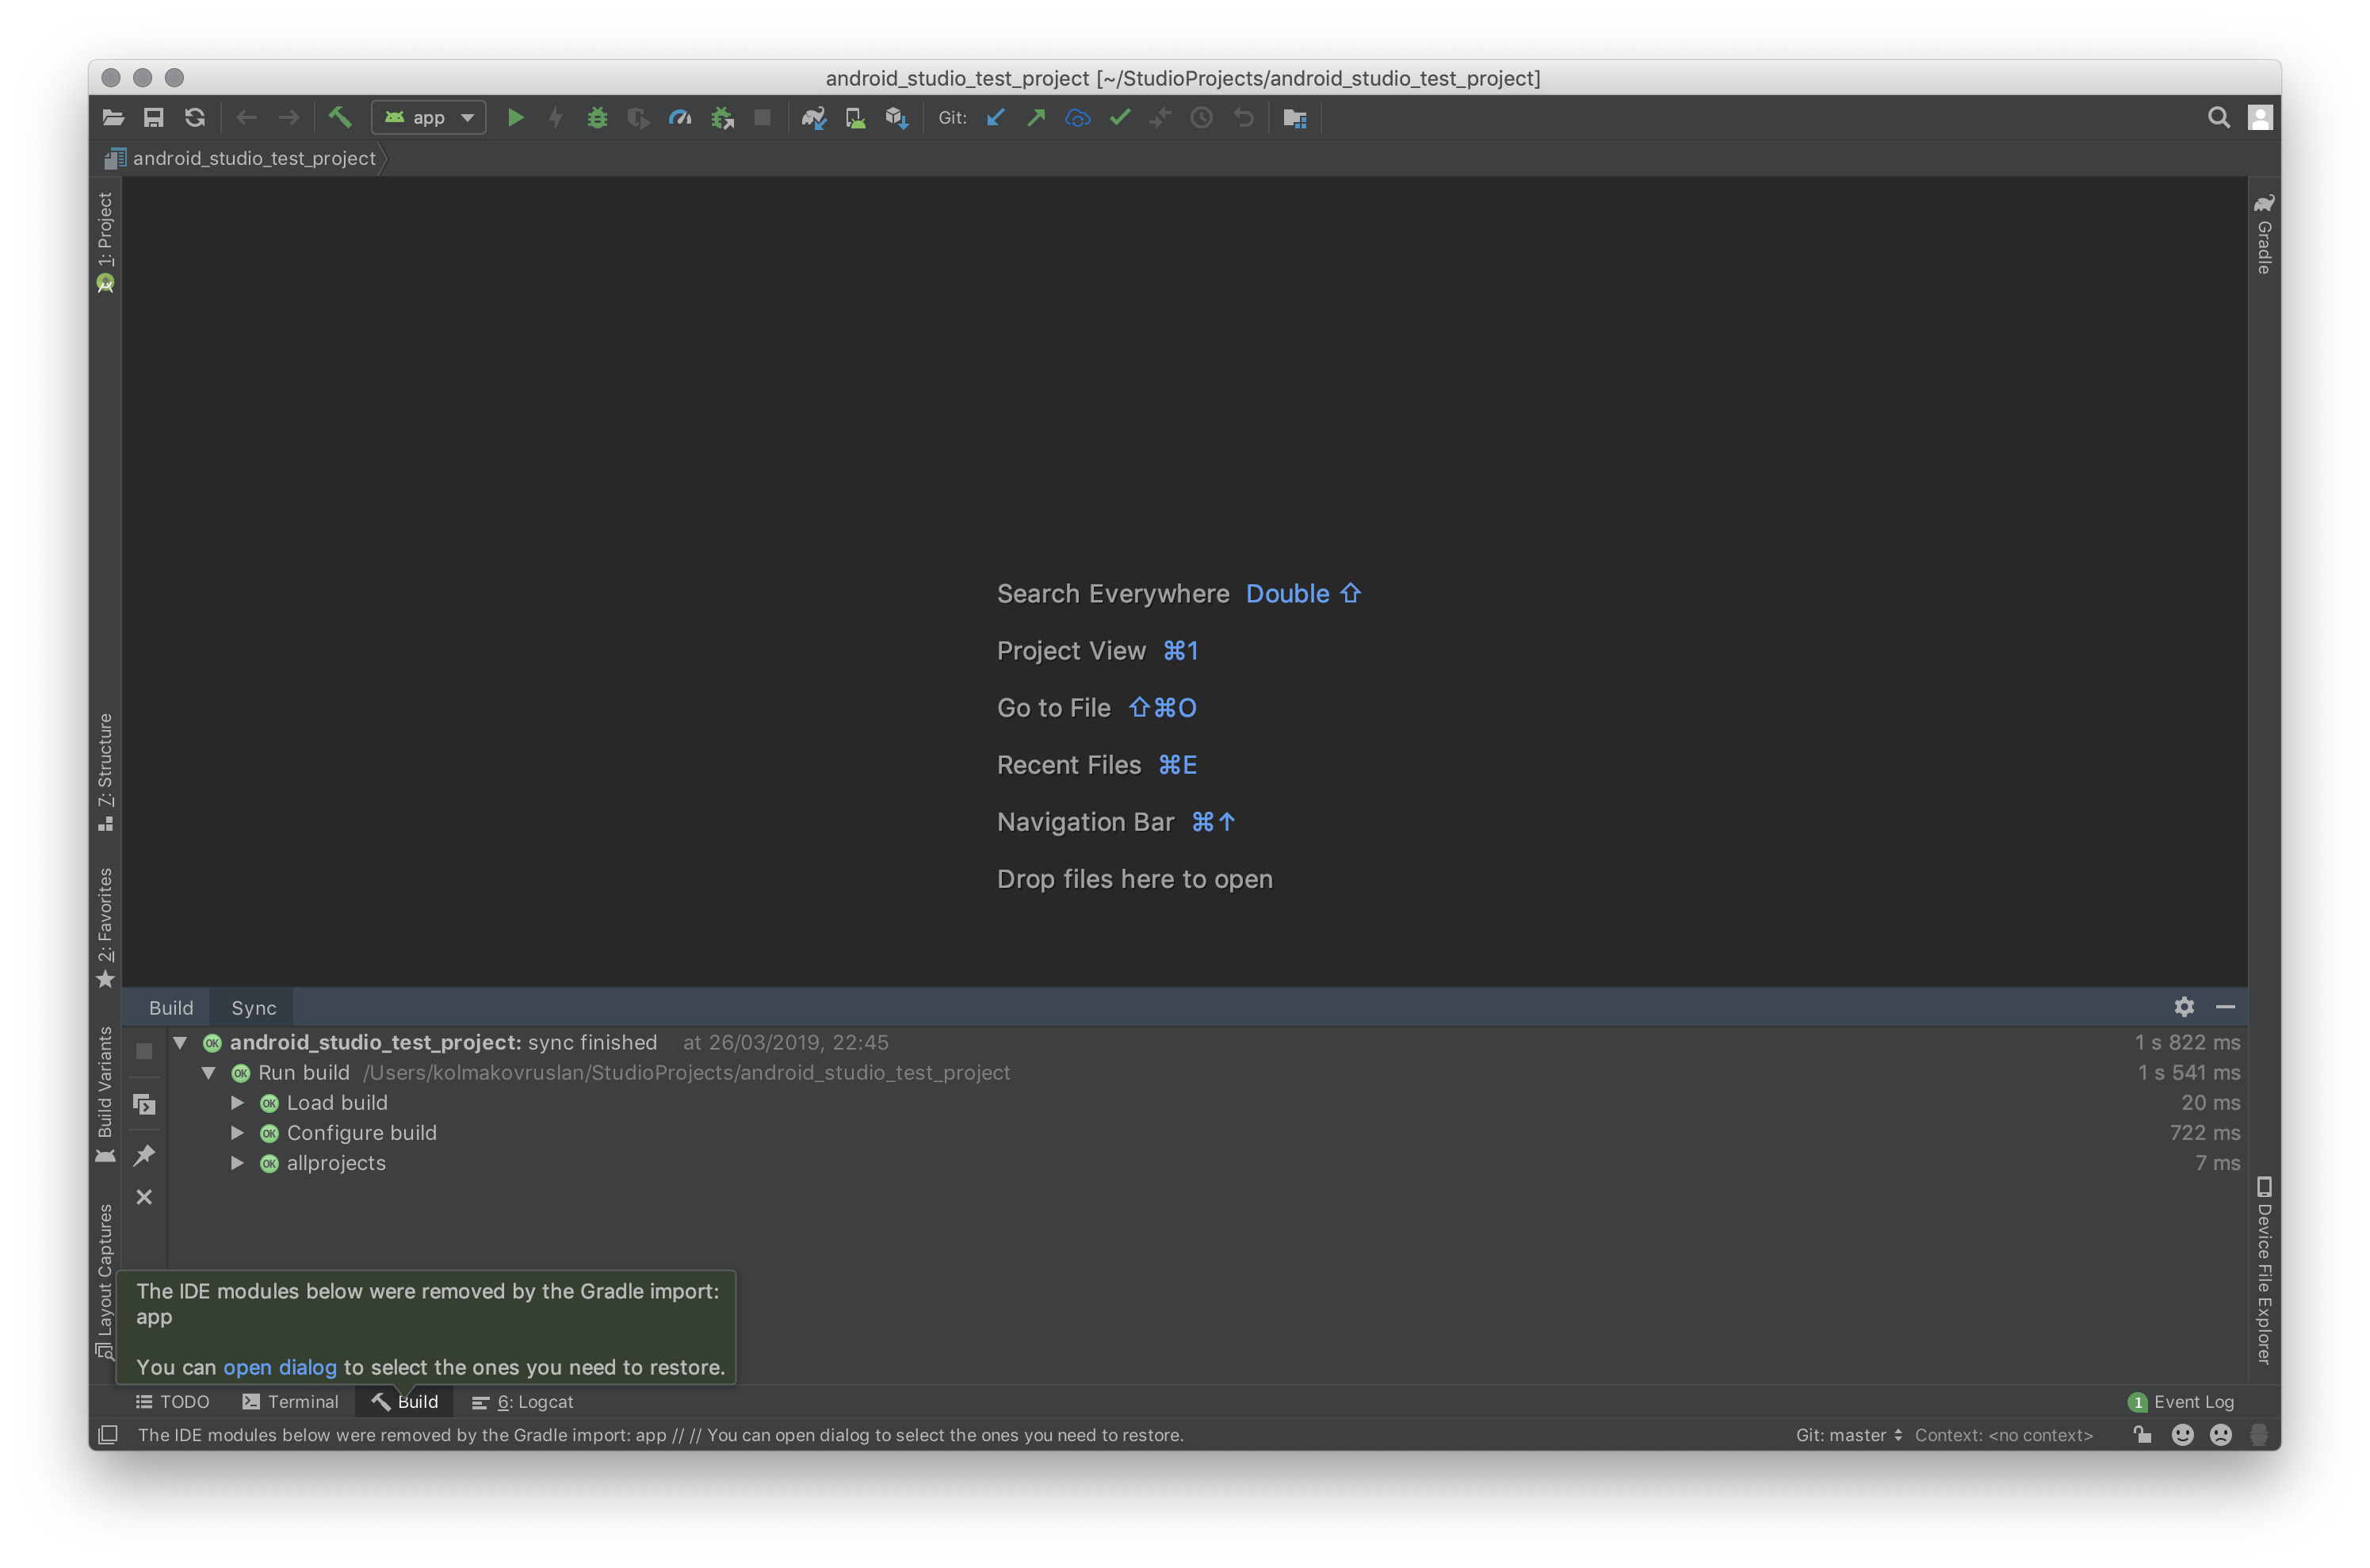 android_studio_test_project [~/StudioProjects/android_studio_test_project]
app
Git:
android_studio_test_project
1: Project
Gradle
Search Everywhere Double ⇧
Project View ⌘1
Go to File ⇧⌘O
Recent Files ⌘E
Navigation Bar ⌘↑
Drop files here to open
7: Structure
2: Favorites
Build Variants
Layout Captures
Build Sync
android_studio_test_project: sync finished at 26/03/2019, 22:45 1 s 822 ms
OK Run build /Users/kolmakovruslan/StudioProjects/android_studio_test_project 1 s 541 ms
OK Load build 20 ms
OK Configure build 722 ms
OK allprojects 7 ms
Device File Explorer
The IDE modules below were removed by the Gradle import:
app
You can open dialog to select the ones you need to restore.
TODO Terminal Build 6: Logcat 1 Event Log
The IDE modules below were removed by the Gradle import: app // // You can open dialog to select the ones you need to restore. Git: master Context: <no context>